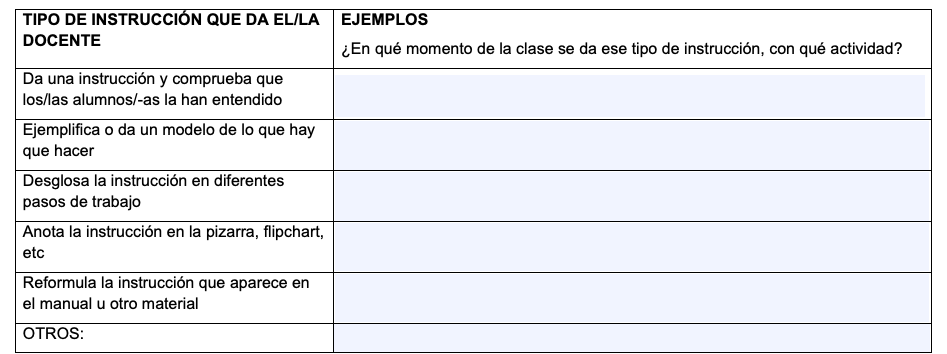 TIPO DE INSTRUCCIÓN QUE DA EL/LA
DOCENTE
EJEMPLOS
¿En qué momento de la clase se da ese tipo de instrucción, con qué actividad?
Da una instrucción y comprueba que
los/las alumnos/-as la han entendido
Ejemplifica o da un modelo de lo que hay
que hacer
Desglosa la instrucción en diferentes
pasos de trabajo
Anota la instrucción en la pizarra, flipchart,
etc
Reformula la instrucción que aparece en
el manual u otro material
OTROS: